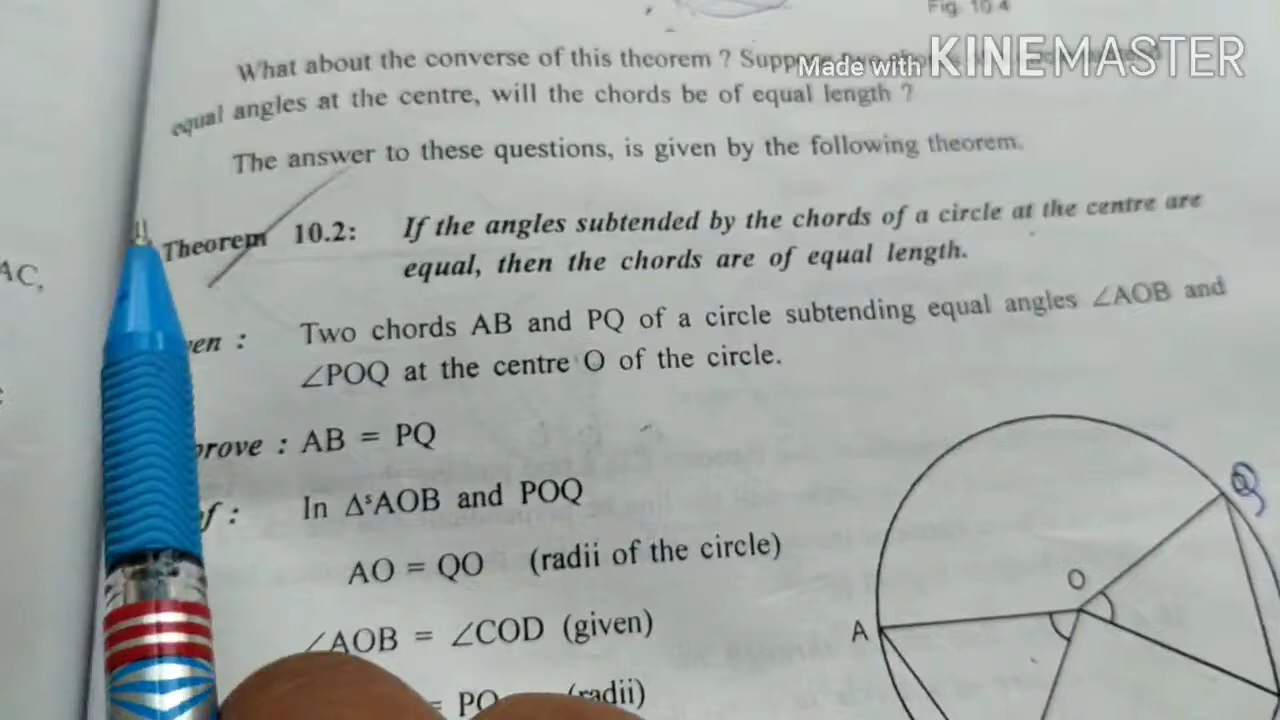 Fig. 10.4
Made with KINEMASTER
What about the converse of this theorem ? Suppose
equal angles at the centre, will the chords be of equal length ?
The answer to these questions, is given by the following theorem.
Theorem 10.2: If the angles subtended by the chords of a circle at the centre are
equal, then the chords are of equal length.
AC,
en : Two chords AB and PQ of a circle subtending equal angles ∠AOB and
∠POQ at the centre O of the circle.
prove : AB = PQ
f : In ΔˢAOB and POQ
AO = QO (radii of the circle)
∠AOB = ∠COD (given)
= PO (radii)
Q
O
A